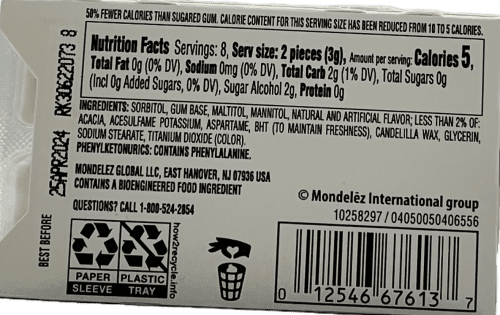 50% FEWER CALORIES THAN SUGARED GUM. CALORIE CONTENT FOR THIS SERVING SIZE HAS BEEN REDUCED FROM 10 TO 5 CALORIES.
Nutrition Facts Servings: 8, Serv size: 2 pieces (3g), Amount per serving: Calories 5,
Total Fat 0g (0% DV), Sodium 0mg (0% DV), Total Carb 2g (1% DV), Total Sugars 0g
(Incl 0g Added Sugars, 0% DV), Sugar Alcohol 2g, Protein 0g
INGREDIENTS: SORBITOL, GUM BASE, MALTITOL, MANNITOL, NATURAL AND ARTIFICIAL FLAVOR; LESS THAN 2% OF:
ACACIA, ACESULFAME POTASSIUM, ASPARTAME, BHT (TO MAINTAIN FRESHNESS), CANDELILLA WAX, GLYCERIN,
SODIUM STEARATE, TITANIUM DIOXIDE (COLOR).
PHENYLKETONURICS: CONTAINS PHENYLALANINE.
MONDELĒZ GLOBAL LLC, EAST HANOVER, NJ 07936 USA
CONTAINS A BIOENGINEERED FOOD INGREDIENT
QUESTIONS? CALL 1-800-524-2854
© Mondelēz International group
10258297 / 04050050406556
BEST BEFORE
25APR2024 RK30622073 8
PAPER
SLEEVE
PLASTIC
TRAY
how2recycle.info
0 12546 67613 7